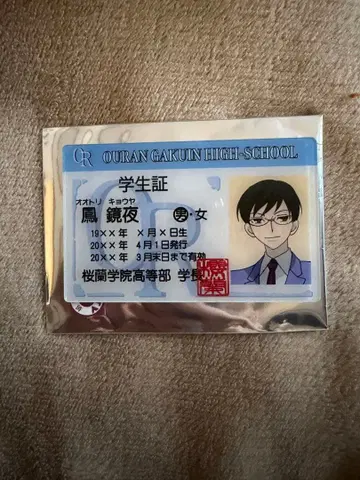 OR OURAN GAKUIN HIGH-SCHOOL
学生証
オオトリ キョウヤ
鳳 鏡夜 男・女
19××年 ×月×日生
20××年 4月1日発行
20××年 3月末日まで有効
桜蘭学院高等部 学長